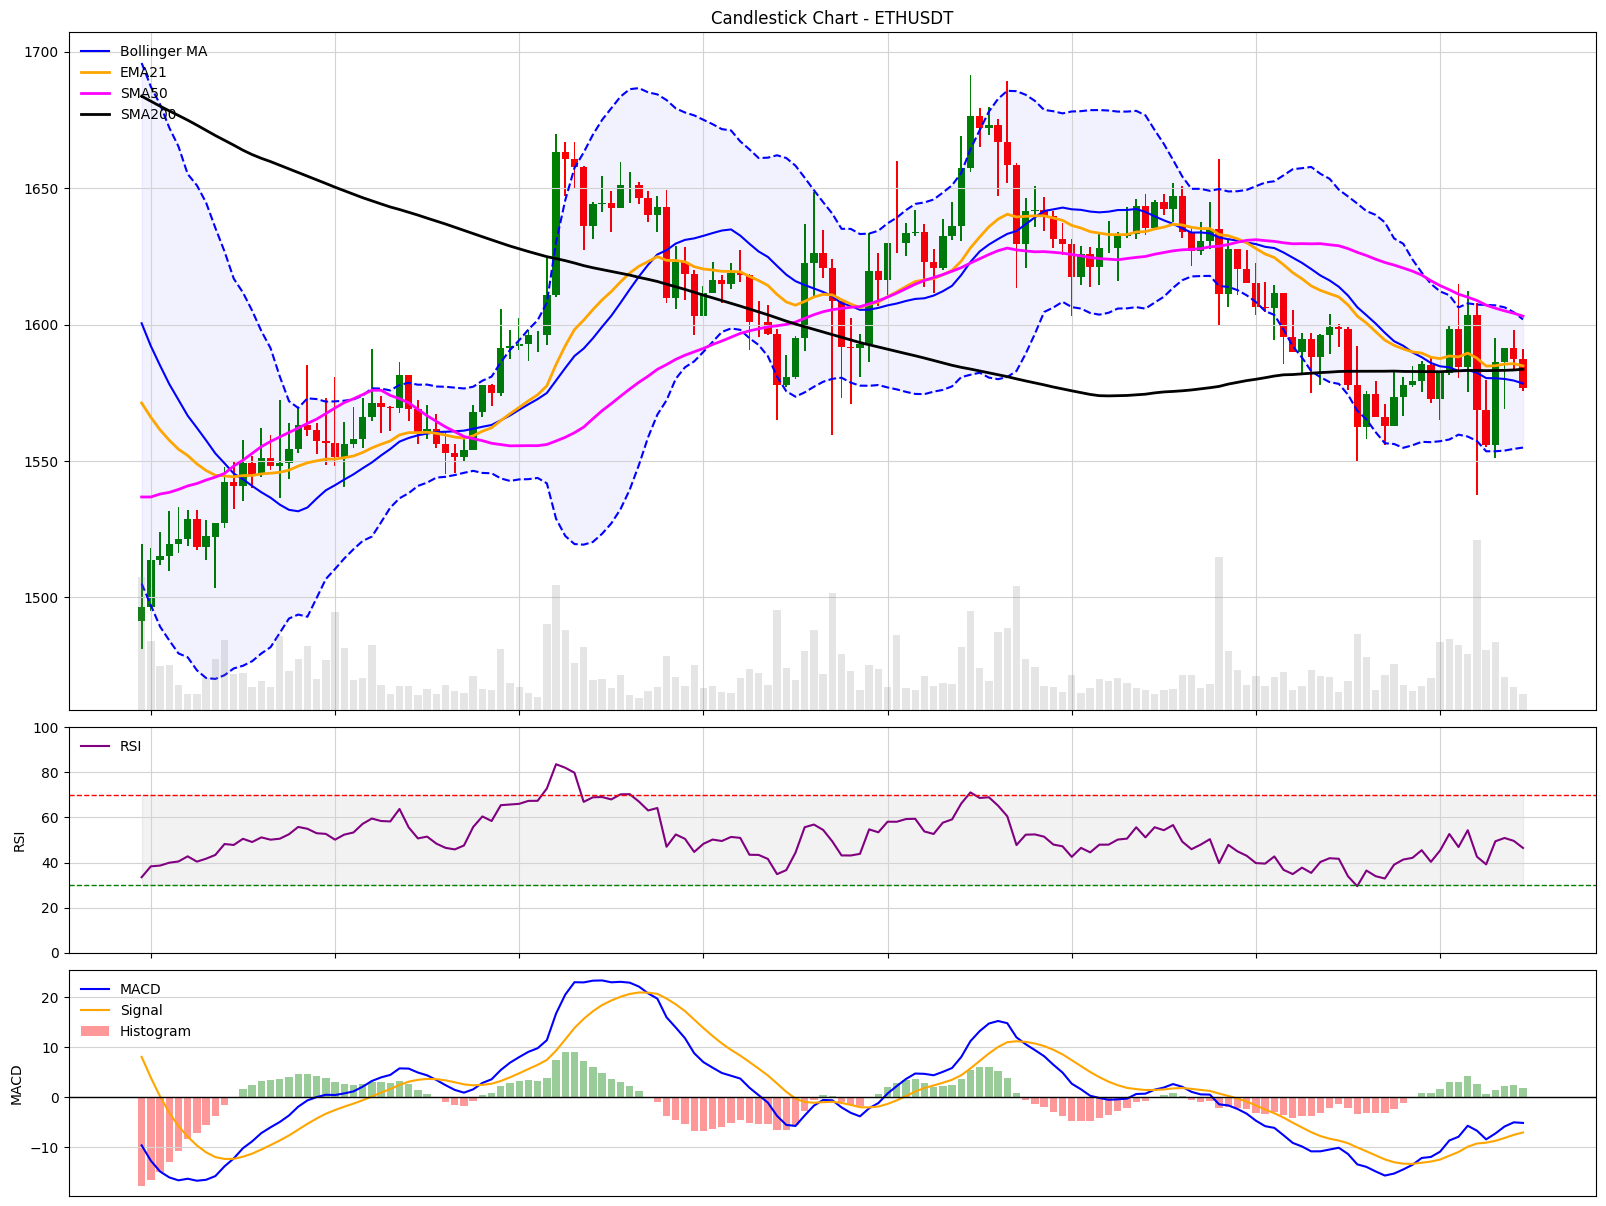 Candlestick Chart - ETHUSDT
Bollinger MA
EMA21
SMA50
SMA200
1700
1650
1600
1550
1500
RSI
100
80
60
40
20
0
RSI
MACD
Signal
Histogram
20
10
0
−10
MACD